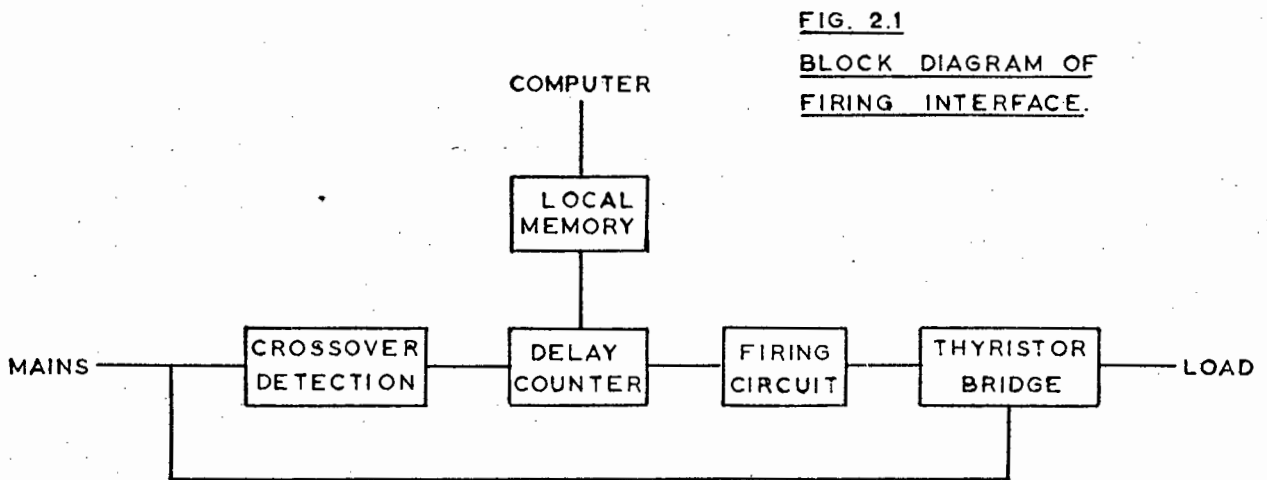 FIG. 2.1
BLOCK DIAGRAM OF
FIRING INTERFACE.
COMPUTER
LOCAL
MEMORY
MAINS
CROSSOVER
DETECTION
DELAY
COUNTER
FIRING
CIRCUIT
THYRISTOR
BRIDGE
LOAD